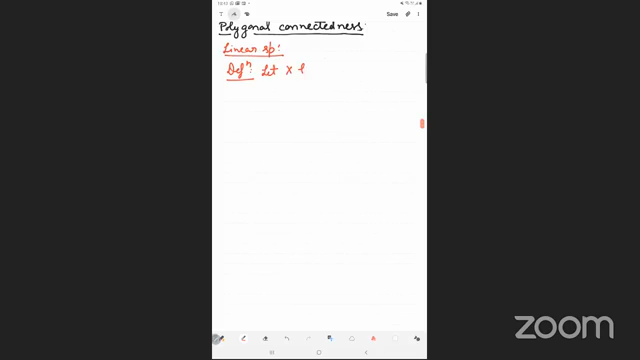 Save
Polygonal connectedness:
Linear sp:
Defn: Let X
zoom